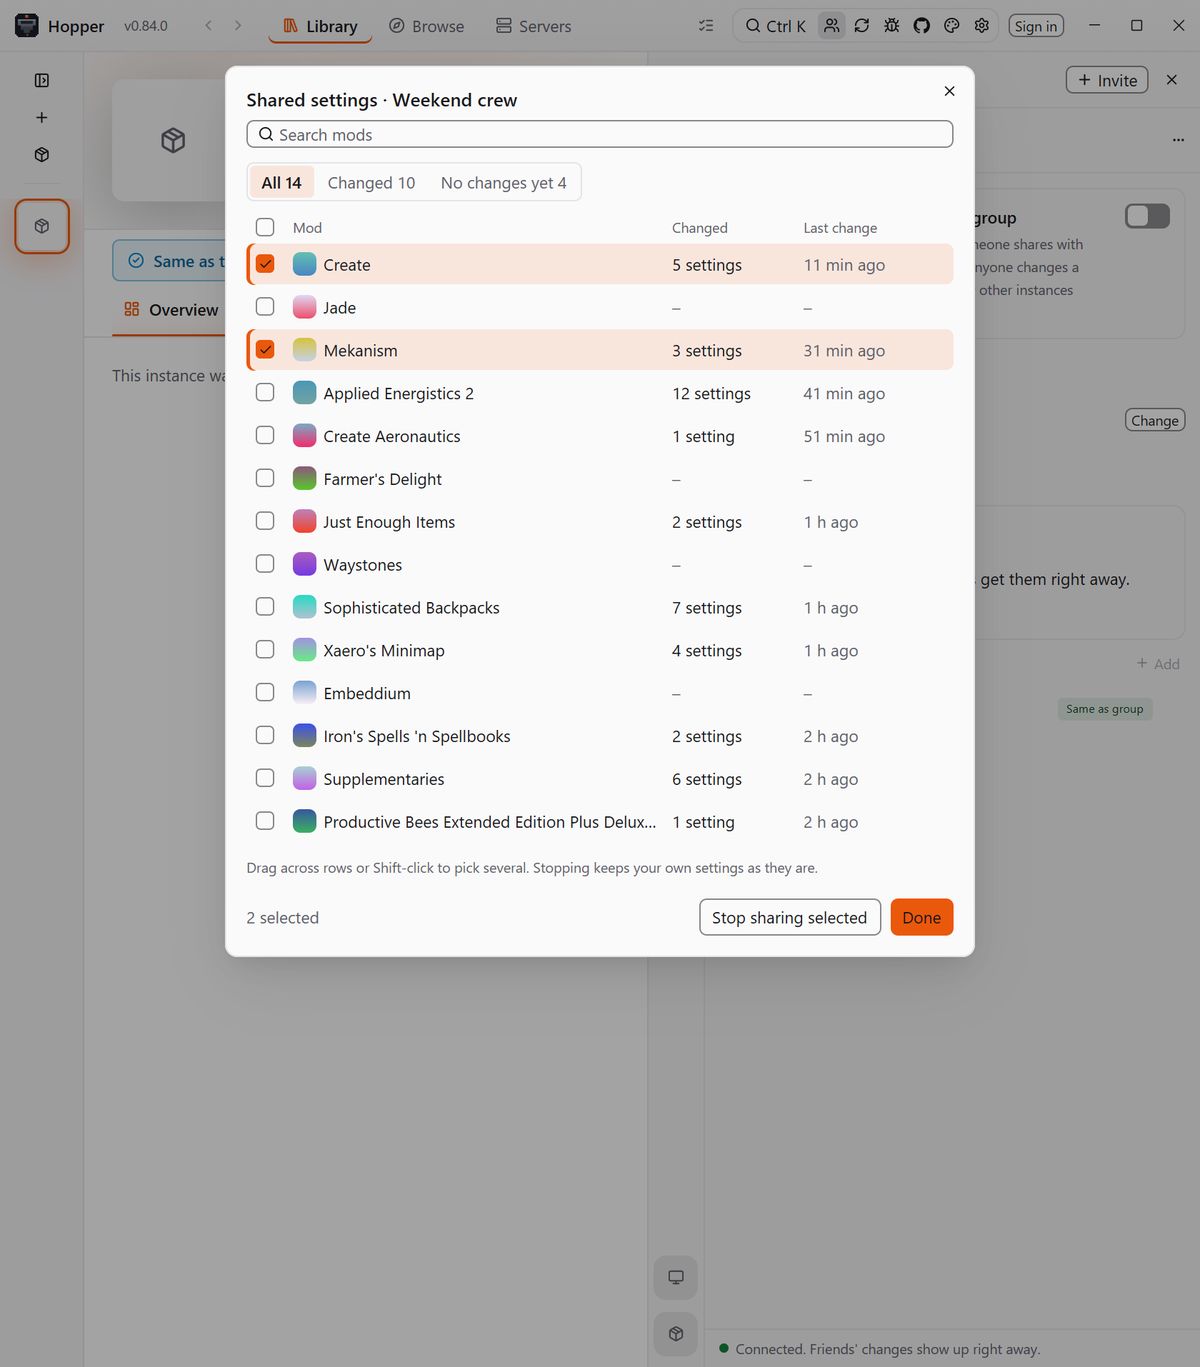 Hopper v0.84.0 Library Browse Servers Ctrl K Sign in
Invite
Shared settings · Weekend crew
Search mods
All 14 Changed 10 No changes yet 4
Mod Changed Last change
Create 5 settings 11 min ago
Jade – –
Mekanism 3 settings 31 min ago
Applied Energistics 2 12 settings 41 min ago
Create Aeronautics 1 setting 51 min ago
Farmer's Delight – –
Just Enough Items 2 settings 1 h ago
Waystones – –
Sophisticated Backpacks 7 settings 1 h ago
Xaero's Minimap 4 settings 1 h ago
Embeddium – –
Iron's Spells 'n Spellbooks 2 settings 2 h ago
Supplementaries 6 settings 2 h ago
Productive Bees Extended Edition Plus Delux... 1 setting 2 h ago
Drag across rows or Shift-click to pick several. Stopping keeps your own settings as they are.
2 selected Stop sharing selected Done
Same as t
Overview
This instance wa
group
neone shares with
nyone changes a
other instances
Change
get them right away.
Add
Same as group
Connected. Friends' changes show up right away.